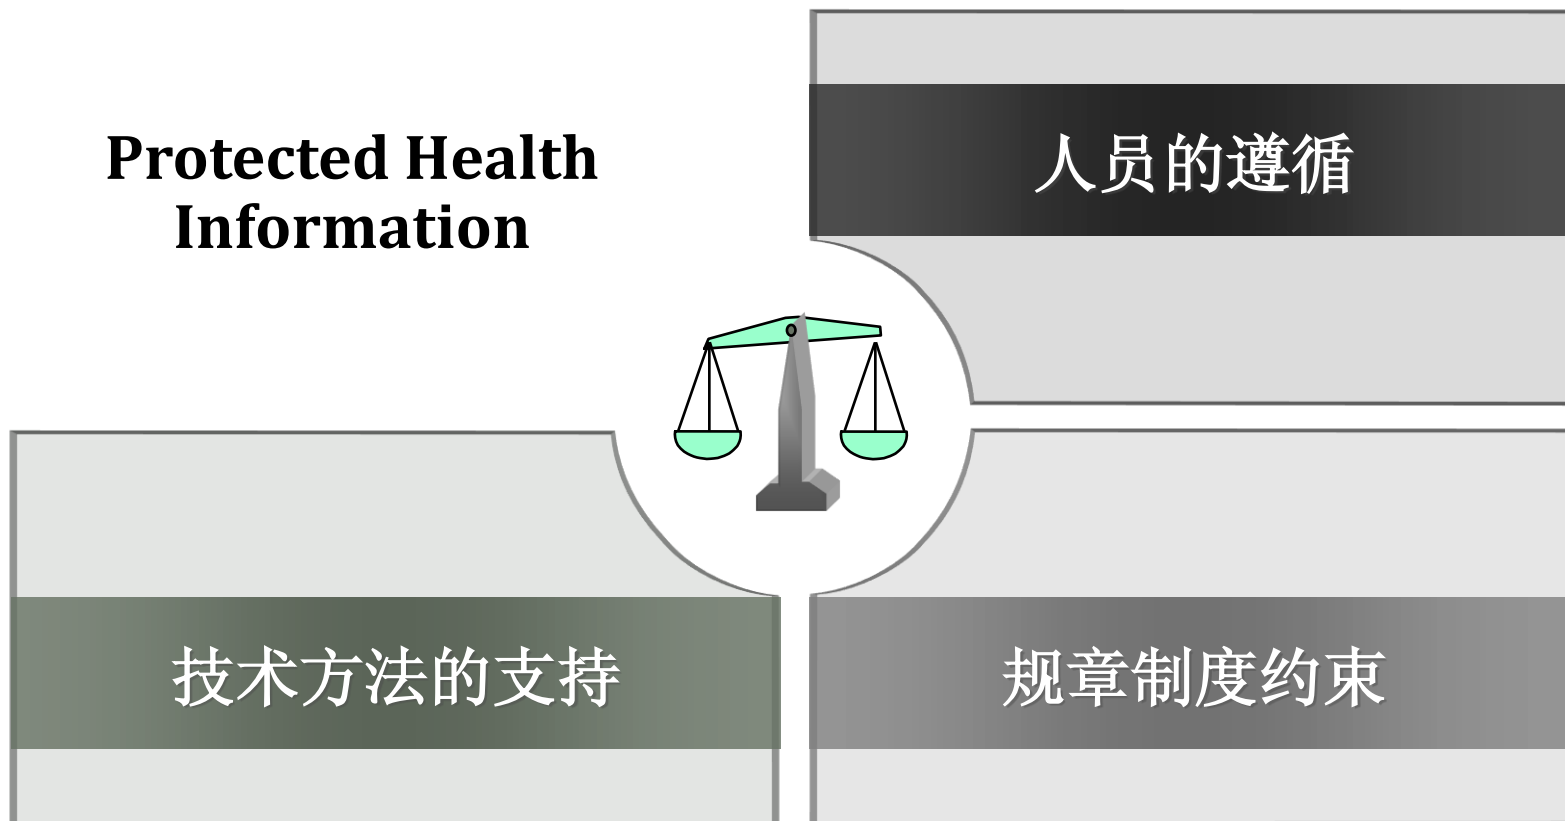 Protected Health
Information
人员的遵循
技术方法的支持
规章制度约束